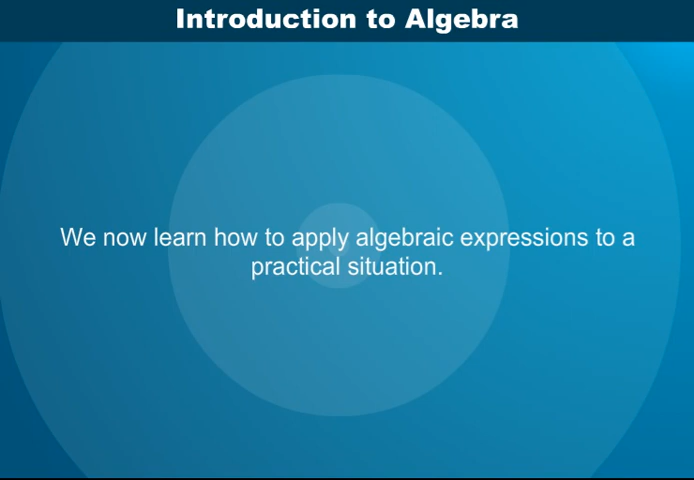 Introduction to Algebra
We now learn how to apply algebraic expressions to a
practical situation.